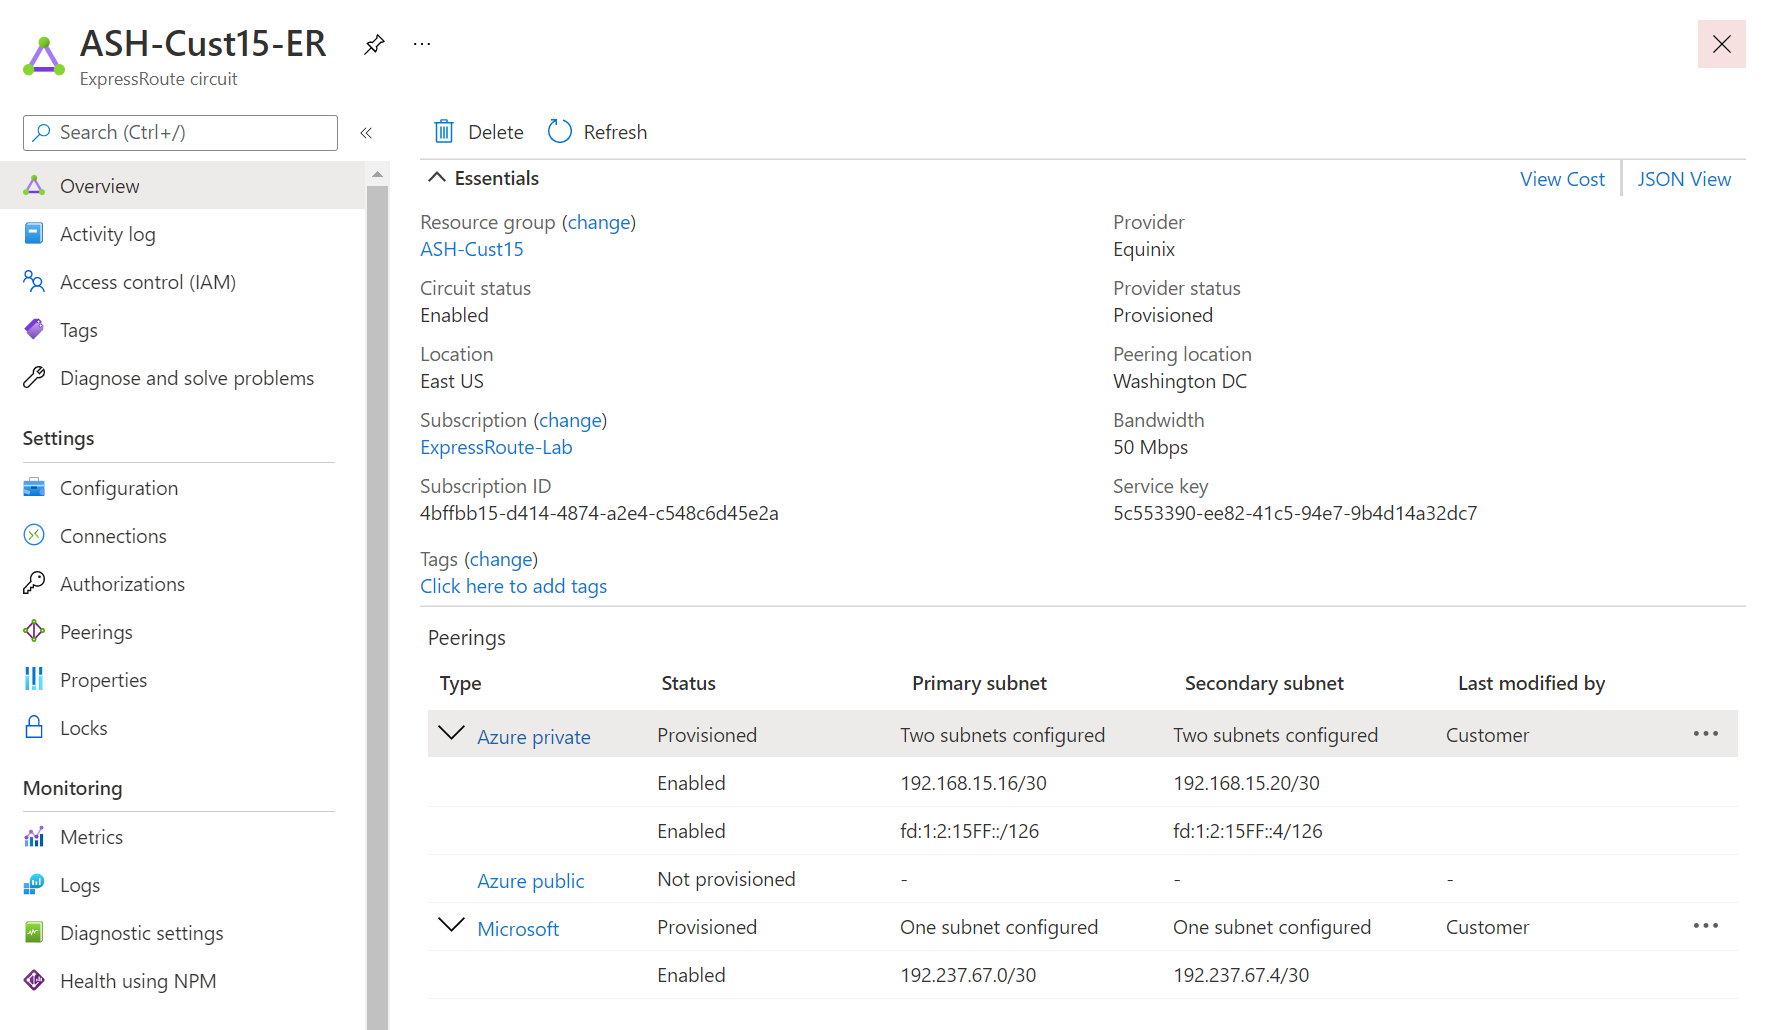 ASH-Cust15-ER
ExpressRoute circuit
Search (Ctrl+/)
Overview
Activity log
Access control (IAM)
Tags
Diagnose and solve problems
Settings
Configuration
Connections
Authorizations
Peerings
Properties
Locks
Monitoring
Metrics
Logs
Diagnostic settings
Health using NPM
Delete Refresh
Essentials
View Cost JSON View
Resource group (change)
ASH-Cust15
Circuit status
Enabled
Location
East US
Subscription (change)
ExpressRoute-Lab
Subscription ID
4bffbb15-d414-4874-a2e4-c548c6d45e2a
Tags (change)
Click here to add tags
Provider
Equinix
Provider status
Provisioned
Peering location
Washington DC
Bandwidth
50 Mbps
Service key
5c553390-ee82-41c5-94e7-9b4d14a32dc7
Peerings
Type Status Primary subnet Secondary subnet Last modified by
Azure private Provisioned Two subnets configured Two subnets configured Customer
Enabled 192.168.15.16/30 192.168.15.20/30
Enabled fd:1:2:15FF::/126 fd:1:2:15FF::4/126
Azure public Not provisioned - - -
Microsoft Provisioned One subnet configured One subnet configured Customer
Enabled 192.237.67.0/30 192.237.67.4/30